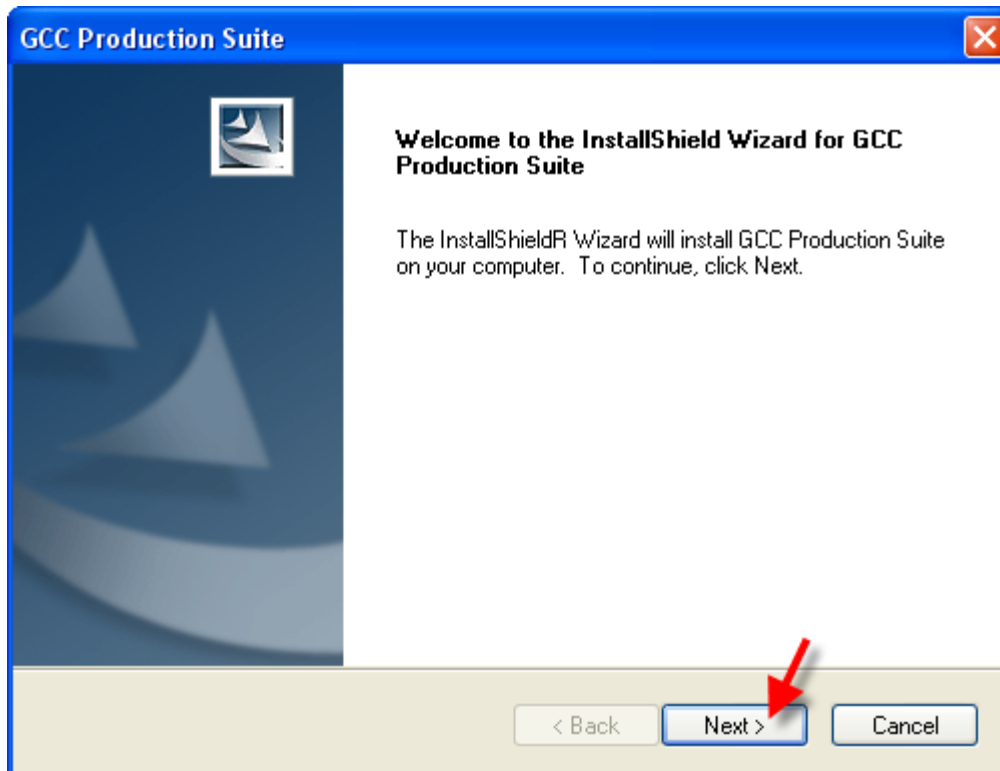 GCC Production Suite
Welcome to the InstallShield Wizard for GCC
Production Suite
The InstallShieldR Wizard will install GCC Production Suite
on your computer. To continue, click Next.
< Back Next > Cancel